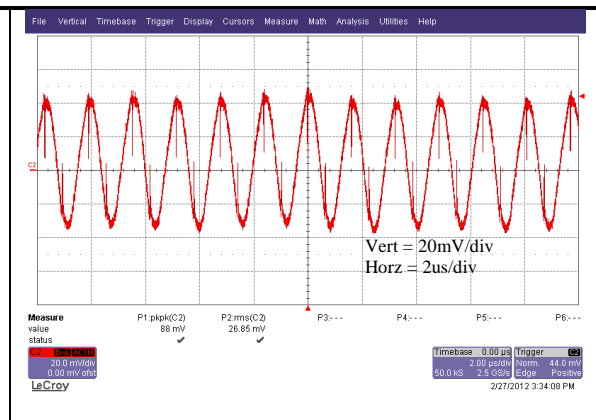 File Vertical Timebase Trigger Display Cursors Measure Math Analysis Utilities Help
C2
Vert = 20mV/div
Horz = 2us/div
Measure P1:pkpk(C2) P2:rms(C2) P3:- - - P4:- - - P5:- - - P6:- - -
value 88 mV 26.85 mV
status ✓ ✓
C2
20.0 mV/div
0.00 mV ofst
Timebase 0.00 µs
2.00 µs/div
50.0 kS 2.5 GS/s
Trigger C2
Norm. 44.0 mV
Edge Positive
LeCroy
2/27/2012 3:34:08 PM